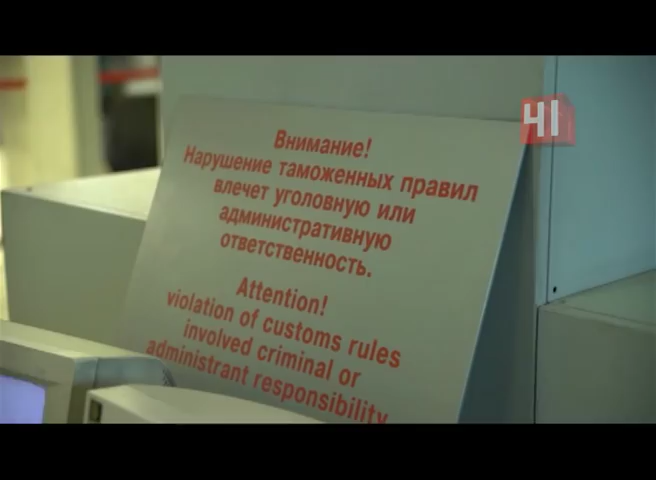 41
Внимание!
Нарушение таможенных правил
влечет уголовную или
административную
ответственность.
Attention!
violation of customs rules
involved criminal or
administrant responsibility